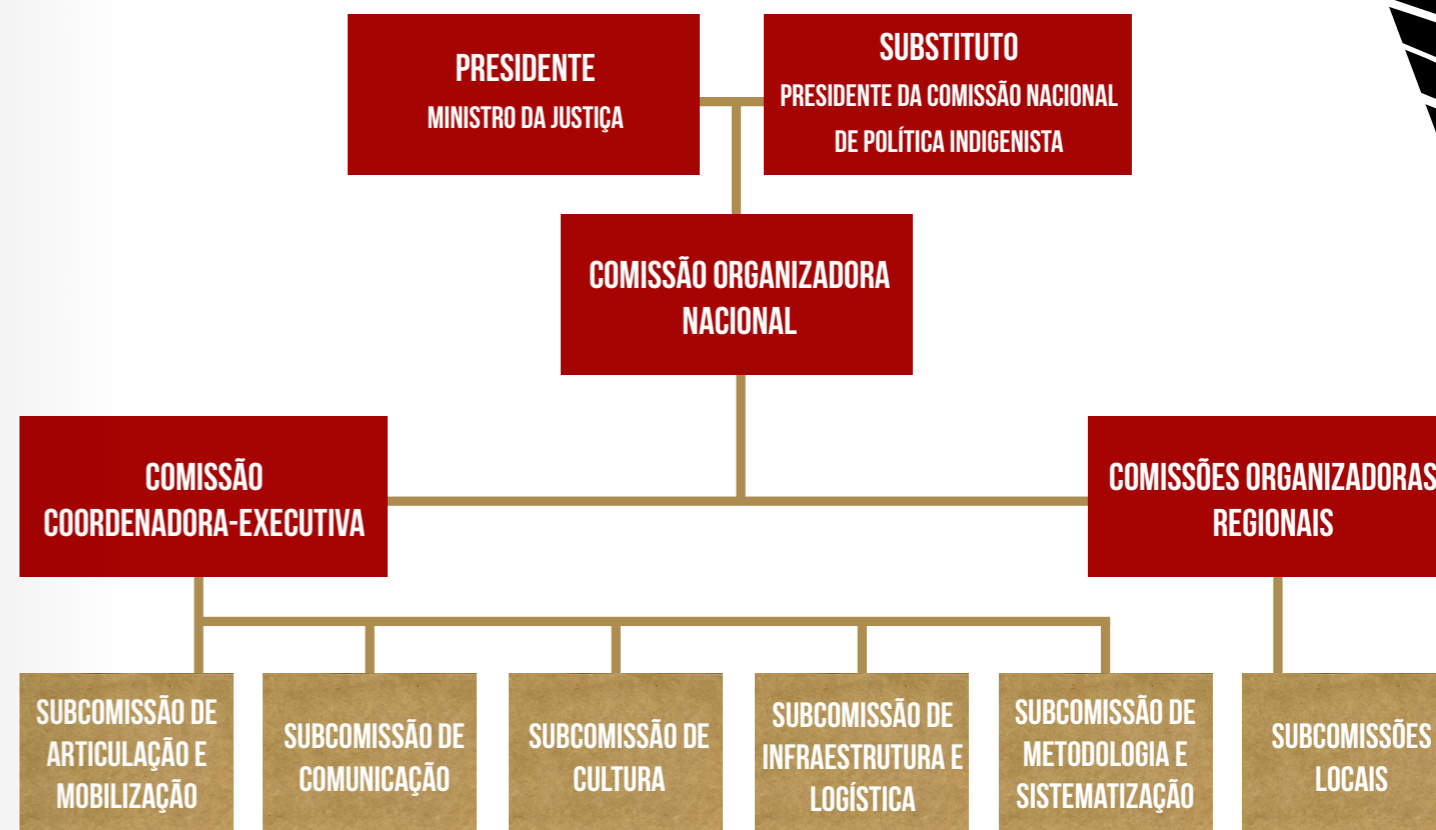 PRESIDENTE
MINISTRO DA JUSTIÇA
SUBSTITUTO
PRESIDENTE DA COMISSÃO NACIONAL
DE POLÍTICA INDIGENISTA
COMISSÃO ORGANIZADORA
NACIONAL
COMISSÃO
COORDENADORA-EXECUTIVA
COMISSÕES ORGANIZADORAS
REGIONAIS
SUBCOMISSÃO DE
ARTICULAÇÃO E
MOBILIZAÇÃO
SUBCOMISSÃO DE
COMUNICAÇÃO
SUBCOMISSÃO DE
CULTURA
SUBCOMISSÃO DE
INFRAESTRUTURA E
LOGÍSTICA
SUBCOMISSÃO DE
METODOLOGIA E
SISTEMATIZAÇÃO
SUBCOMISSÕES
LOCAIS